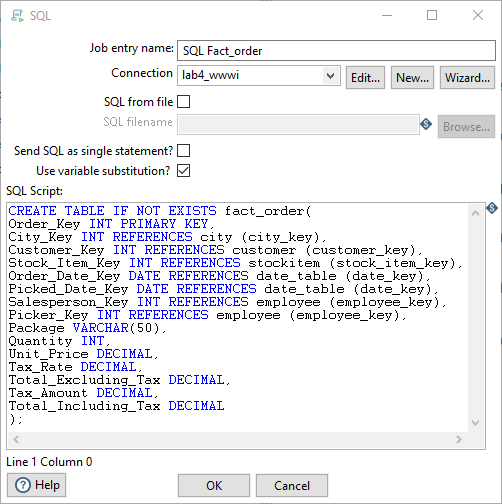 SQL
Job entry name: SQL Fact_order
Connection lab4_wwwi Edit... New... Wizard...
SQL from file
SQL filename Browse...
Send SQL as single statement?
Use variable substitution?
SQL Script:
CREATE TABLE IF NOT EXISTS fact_order(
Order_Key INT PRIMARY KEY,
City_Key INT REFERENCES city (city_key),
Customer_Key INT REFERENCES customer (customer_key),
Stock_Item_Key INT REFERENCES stockitem (stock_item_key),
Order_Date_Key DATE REFERENCES date_table (date_key),
Picked_Date_Key DATE REFERENCES date_table (date_key),
Salesperson_Key INT REFERENCES employee (employee_key),
Picker_Key INT REFERENCES employee (employee_key),
Package VARCHAR(50),
Quantity INT,
Unit_Price DECIMAL,
Tax_Rate DECIMAL,
Total_Excluding_Tax DECIMAL,
Tax_Amount DECIMAL,
Total_Including_Tax DECIMAL
);
Line 1 Column 0
Help OK Cancel